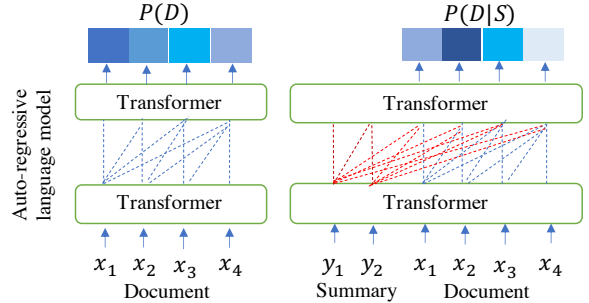 P(D)
P(D|S)
Transformer
Transformer
Auto-regressive
language model
Transformer
Transformer
x₁ x₂ x₃ x₄
y₁ y₂ x₁ x₂ x₃ x₄
Document
Summary Document